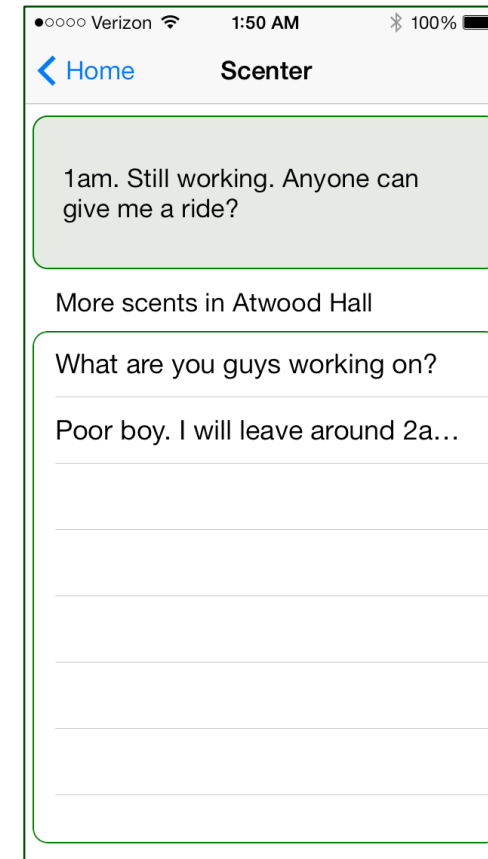 Verizon 1:50 AM 100%
Home Scenter
1am. Still working. Anyone can
give me a ride?
More scents in Atwood Hall
What are you guys working on?
Poor boy. I will leave around 2a...